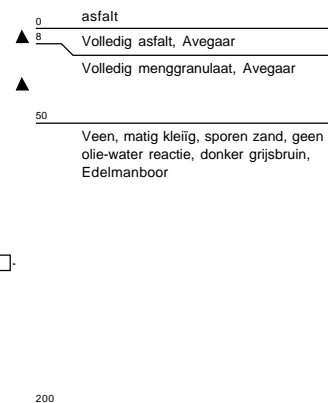 0 asfalt
8 Volledig asfalt, Avegaar
Volledig menggranulaat, Avegaar
50
Veen, matig kleiïg, sporen zand, geen
olie-water reactie, donker grijsbruin,
Edelmanboor
200